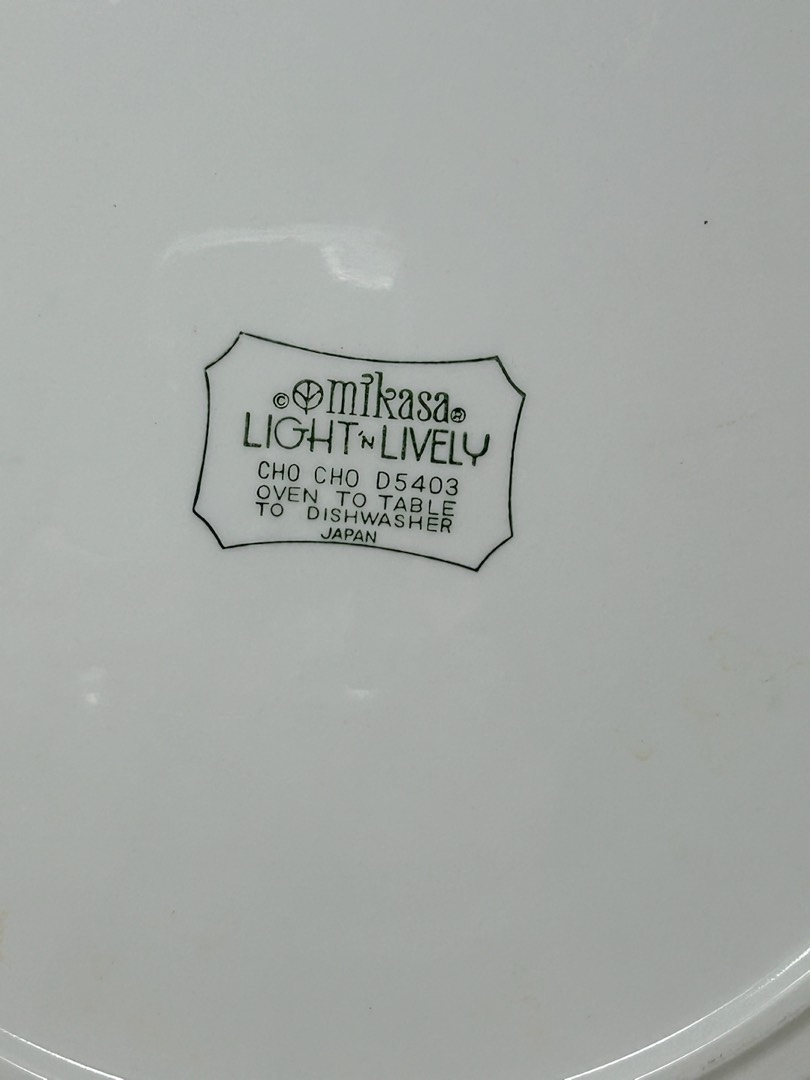 © mikasa®
LIGHT 'N LIVELY
CHO CHO D5403
OVEN TO TABLE
TO DISHWASHER
JAPAN